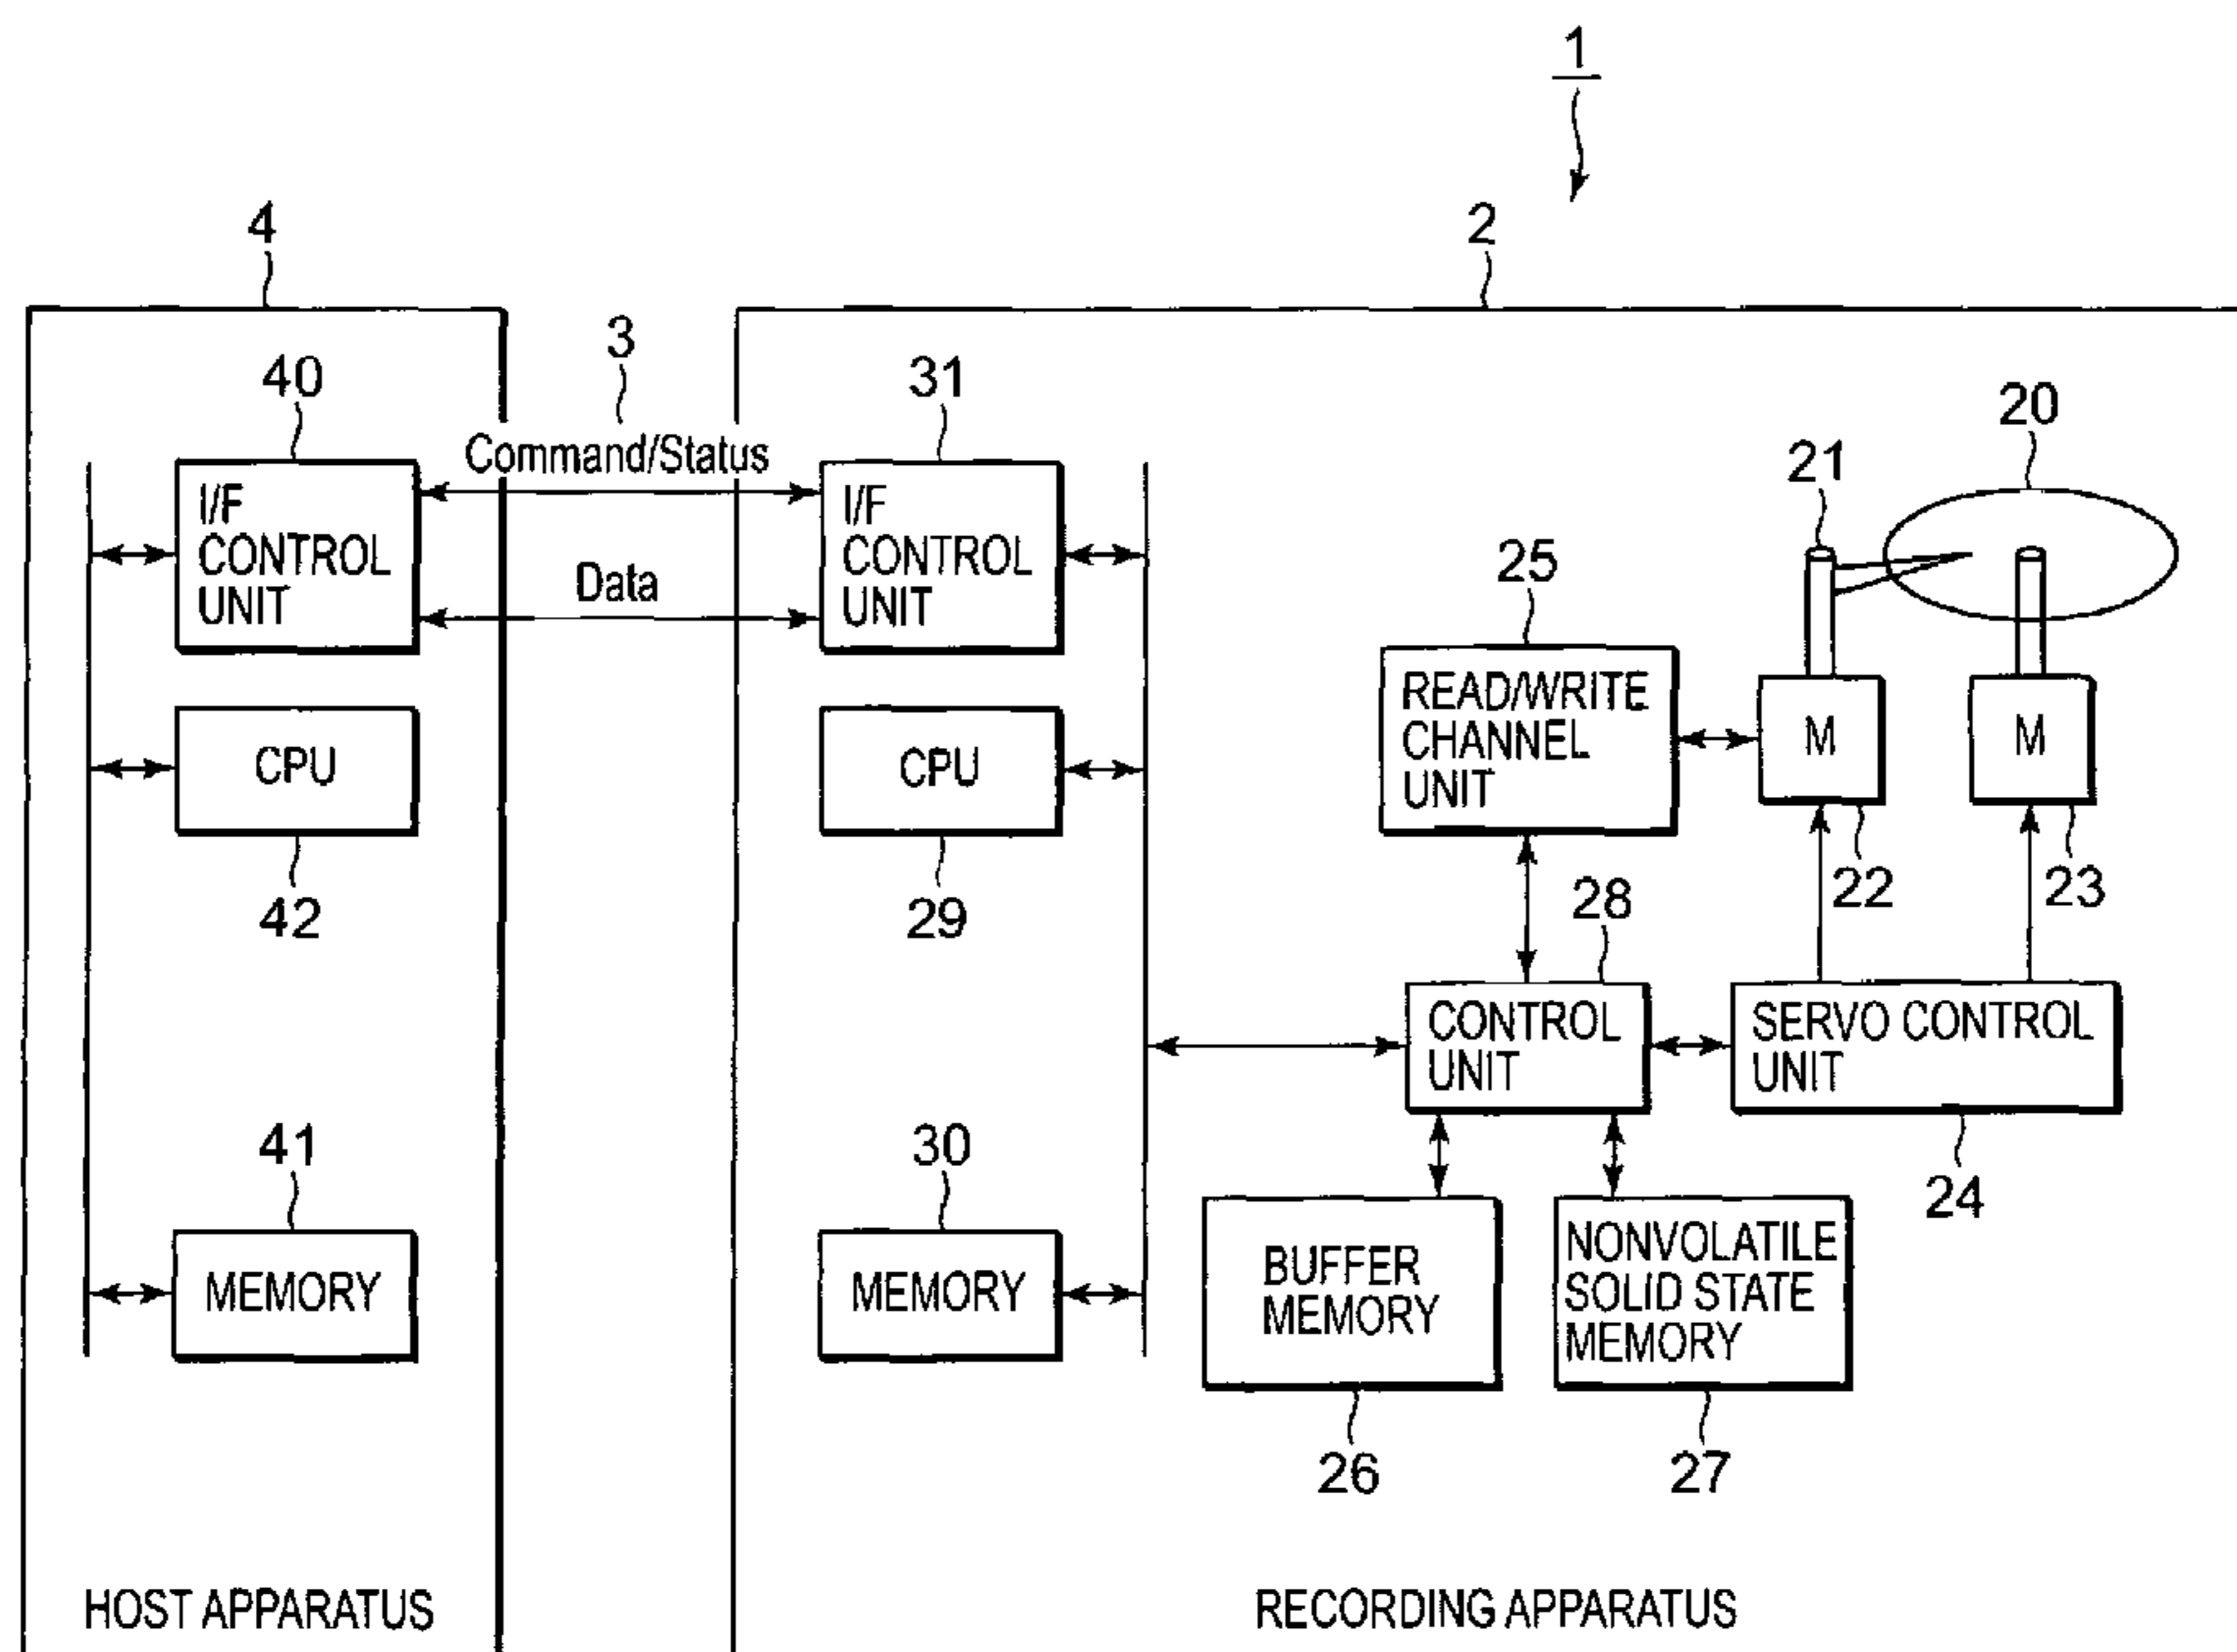 1
4
2
3
40
31
20
21
Command/Status
I/F
CONTROL
UNIT
I/F
CONTROL
UNIT
Data
25
READ/WRITE
CHANNEL
UNIT
M
M
CPU
CPU
22
23
42
29
28
CONTROL
UNIT
SERVO CONTROL
UNIT
41
30
24
MEMORY
MEMORY
BUFFER
MEMORY
NONVOLATILE
SOLID STATE
MEMORY
26
27
HOST APPARATUS
RECORDING APPARATUS